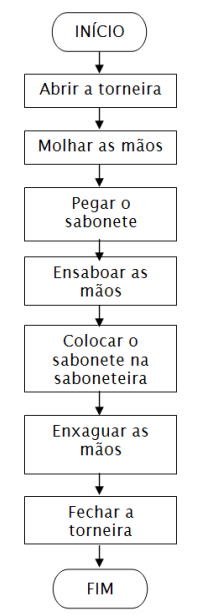 INÍCIO
Abrir a torneira
Molhar as mãos
Pegar o
sabonete
Ensaboar as
mãos
Colocar o
sabonete na
saboneteira
Enxaguar as
mãos
Fechar a
torneira
FIM